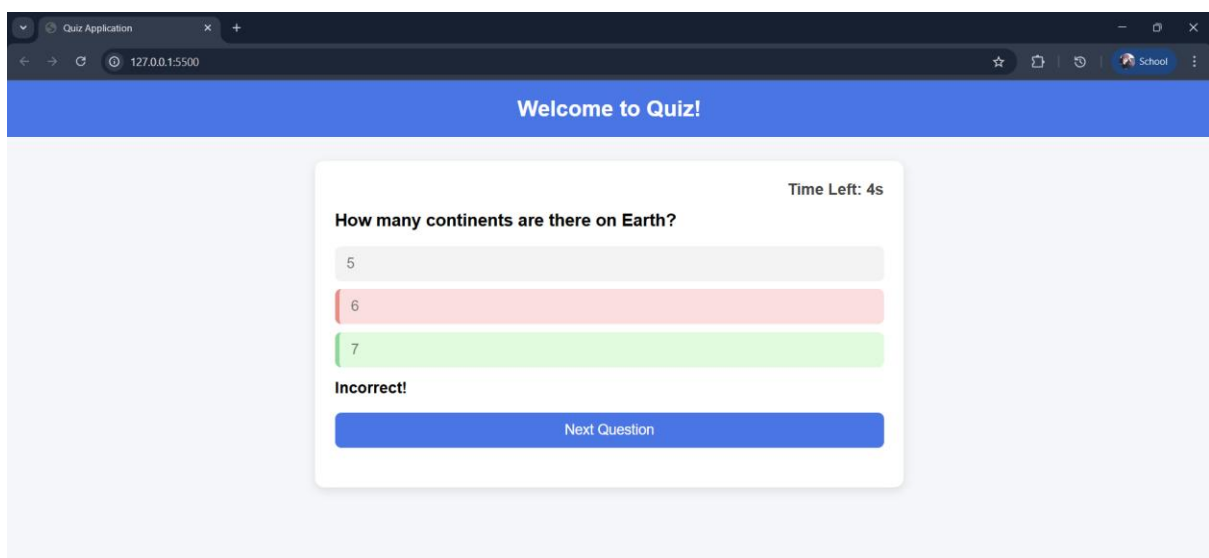 Quiz Application
127.0.0.1:5500
School
Welcome to Quiz!
Time Left: 4s
How many continents are there on Earth?
5
6
7
Incorrect!
Next Question